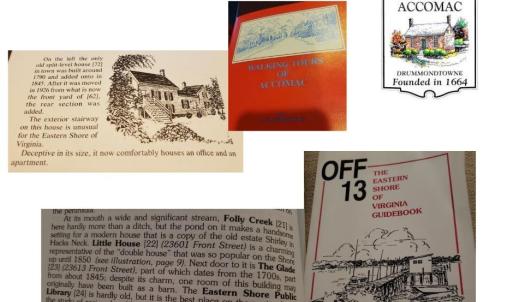 On the left the only
old split-level house [72]
in town was built around
1790 and added onto in
1845. After it was moved
in 1926 from what is now
the front yard of [62],
the rear section was
added.
The exterior stairway
on this house is unusual
for the Eastern Shore of
Virginia.
Deceptive in its size, it now comfortably houses an office and an
apartment.
WALKING TOURS
OF
ACCOMAC
ACCOMAC
DRUMMONDTOWNE
Founded in 1664
the peninsula.
At its mouth a wide and significant stream, Folly Creek [21] is
here hardly more than a ditch, but the pond on it makes a handsome
setting for a modern house that is a copy of the old estate Shirley in
Hacks Neck. Little House [22] (23601 Front Street) is a charming
representative of the "double house" that was so popular on the Shore
up until 1850 (see illustration, page 9). Next door to it is The Glade
[23] (23613 Front Street), part of which dates from the 1700s, part
from about 1845; despite its charm, one room of this building may
originally have been as a barn. The Eastern Shore Public
Library [24] is hardly old, but it is the best place
OFF
13
THE
EASTERN
SHORE
OF
VIRGINIA
GUIDEBOOK